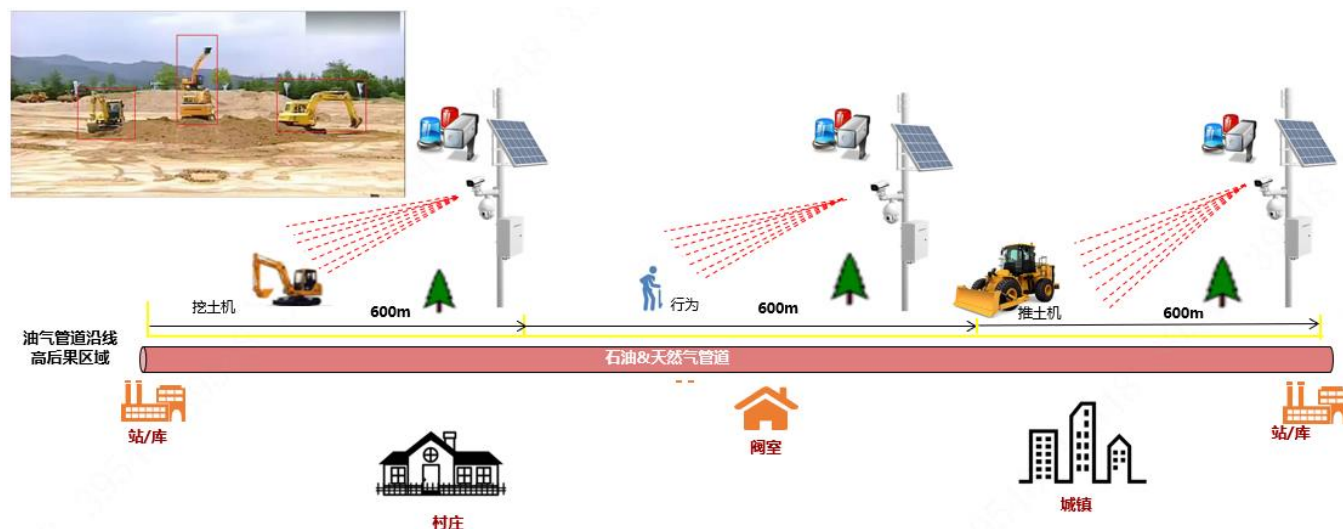 挖土机
600m
行为
600m
推土机
600m
油气管道沿线
高后果区域
石油&天然气管道
站/库
阀室
站/库
村庄
城镇